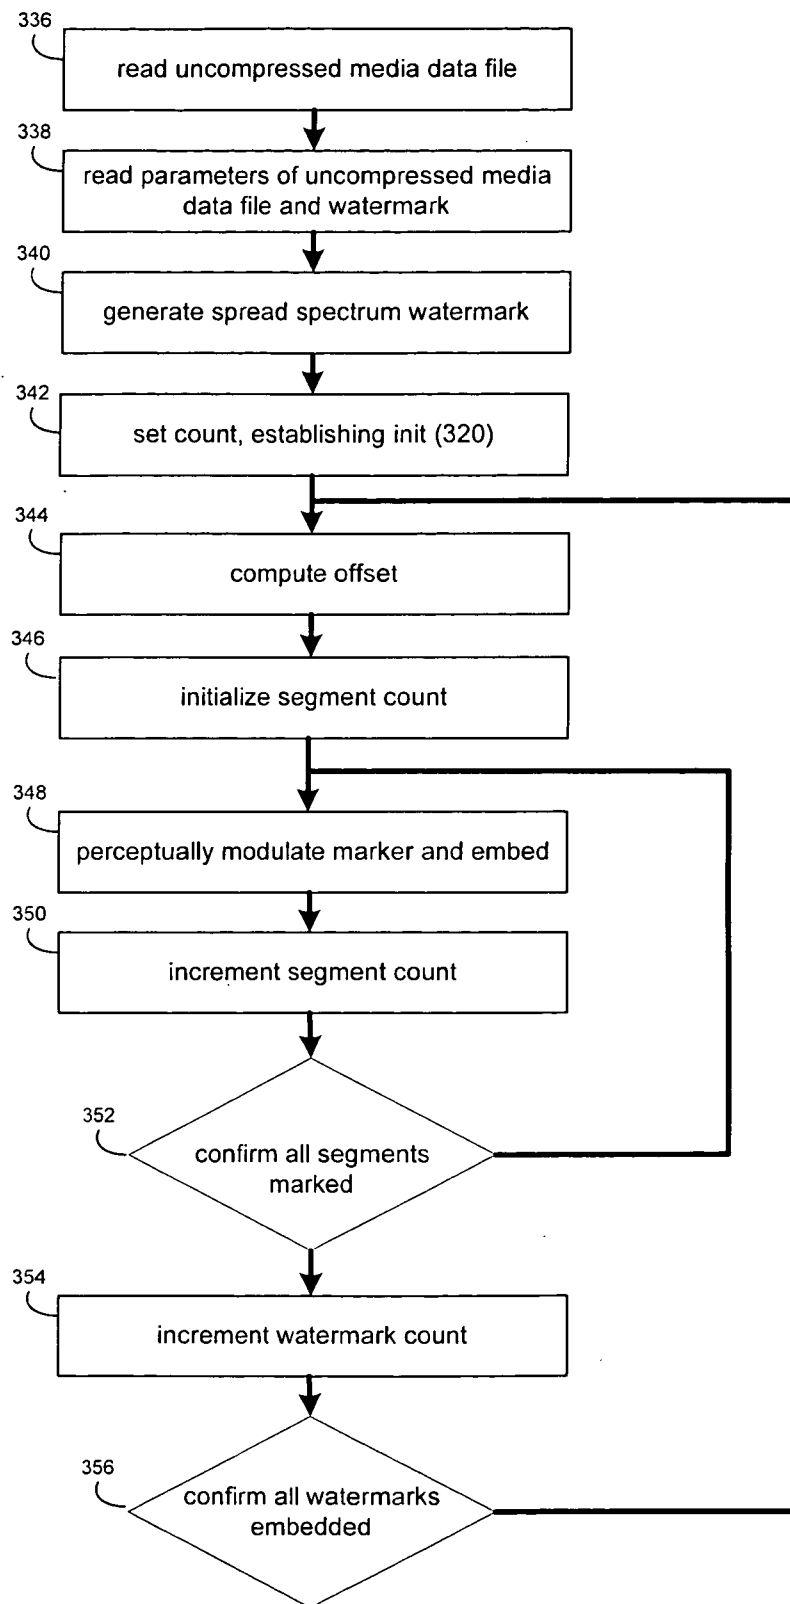 336
read uncompressed media data file
338
read parameters of uncompressed media
data file and watermark
340
generate spread spectrum watermark
342
set count, establishing init (320)
344
compute offset
346
initialize segment count
348
perceptually modulate marker and embed
350
increment segment count
352
confirm all segments
marked
354
increment watermark count
356
confirm all watermarks
embedded